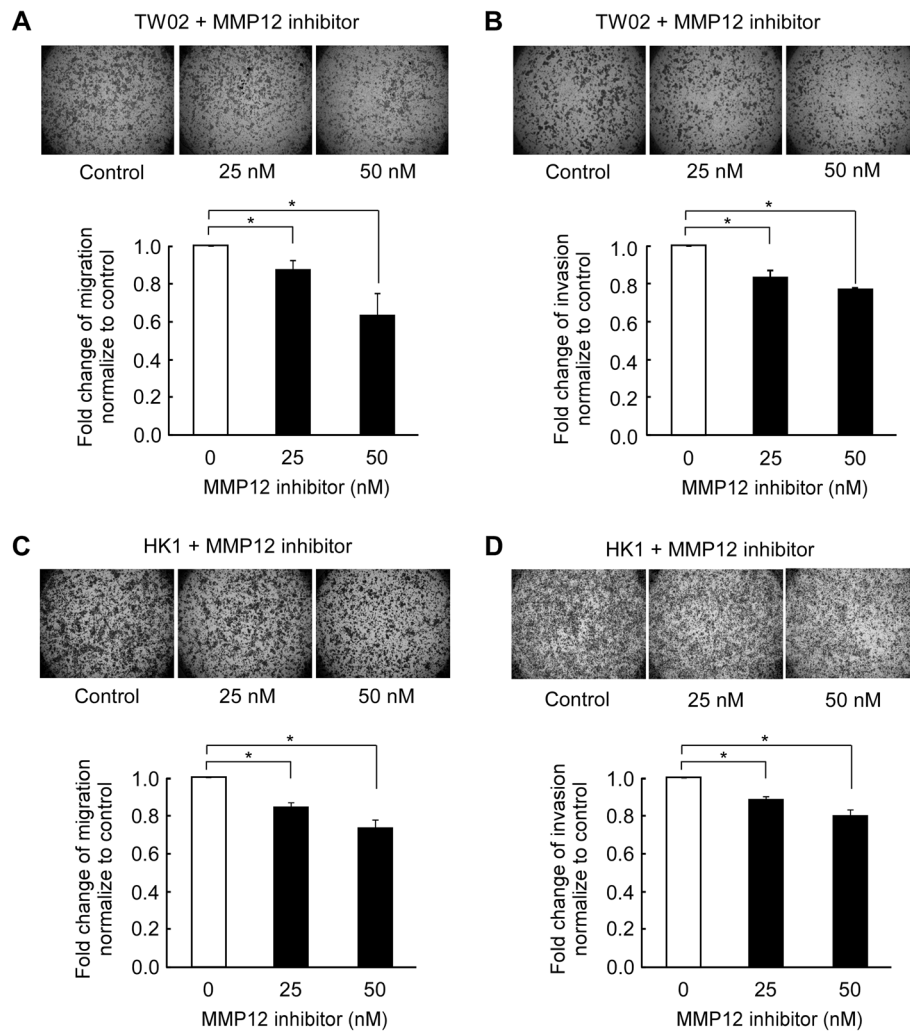 A
TW02 + MMP12 inhibitor
Control
25 nM
50 nM
*
*
Fold change of migration
normalize to control
1.0
0.8
0.6
0.4
0.2
0.0
0
25
50
MMP12 inhibitor (nM)
B
TW02 + MMP12 inhibitor
Control
25 nM
50 nM
*
*
Fold change of invasion
normalize to control
1.0
0.8
0.6
0.4
0.2
0.0
0
25
50
MMP12 inhibitor (nM)
C
HK1 + MMP12 inhibitor
Control
25 nM
50 nM
*
*
Fold change of migration
normalize to control
1.0
0.8
0.6
0.4
0.2
0.0
0
25
50
MMP12 inhibitor (nM)
D
HK1 + MMP12 inhibitor
Control
25 nM
50 nM
*
*
Fold change of invasion
normalize to control
1.0
0.8
0.6
0.4
0.2
0.0
0
25
50
MMP12 inhibitor (nM)